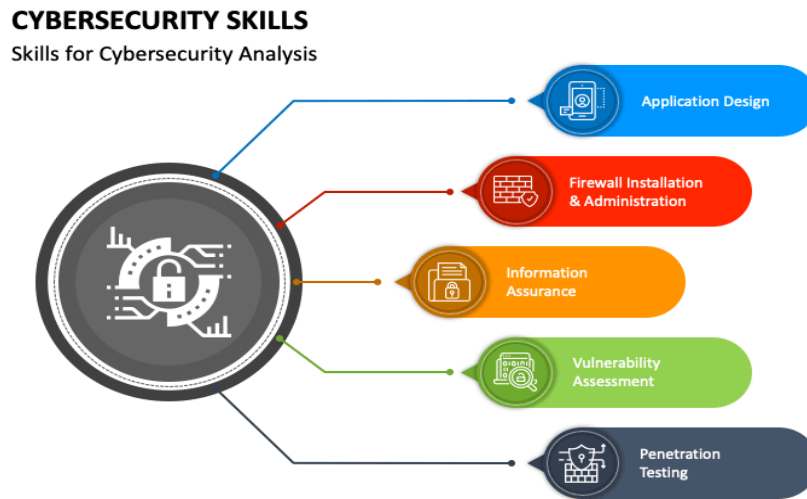 CYBERSECURITY SKILLS
Skills for Cybersecurity Analysis
Application Design
Firewall Installation
& Administration
Information
Assurance
Vulnerability
Assessment
Penetration
Testing